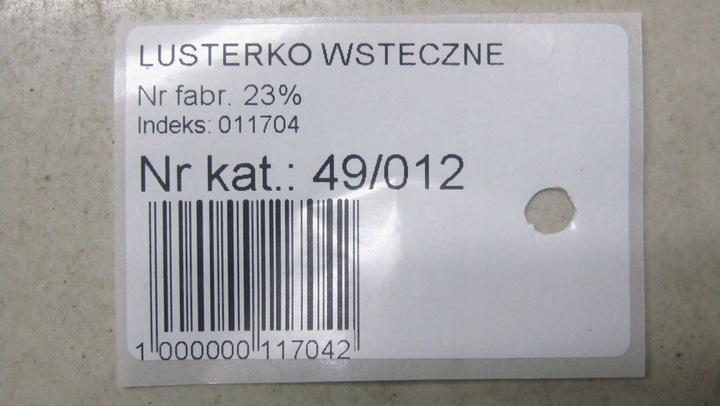 LUSTERKO WSTECZNE
Nr fabr. 23%
Indeks: 011704
Nr kat.: 49/012
1 000000 117042